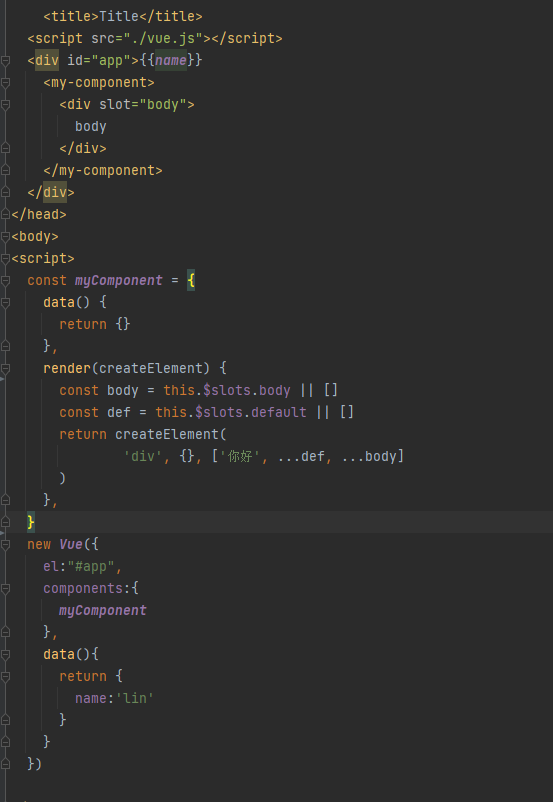 <title>Title</title>
<script src="./vue.js"></script>
<div id="app">{{name}}
<my-component>
<div slot="body">
body
</div>
</my-component>
</div>
</head>
<body>
<script>
const myComponent = {
data() {
return {}
},
render(createElement) {
const body = this.$slots.body || []
const def = this.$slots.default || []
return createElement(
'div', {}, ['你好', ...def, ...body]
)
},
}
new Vue({
el:"#app",
components:{
myComponent
},
data(){
return {
name:'lin'
}
}
})